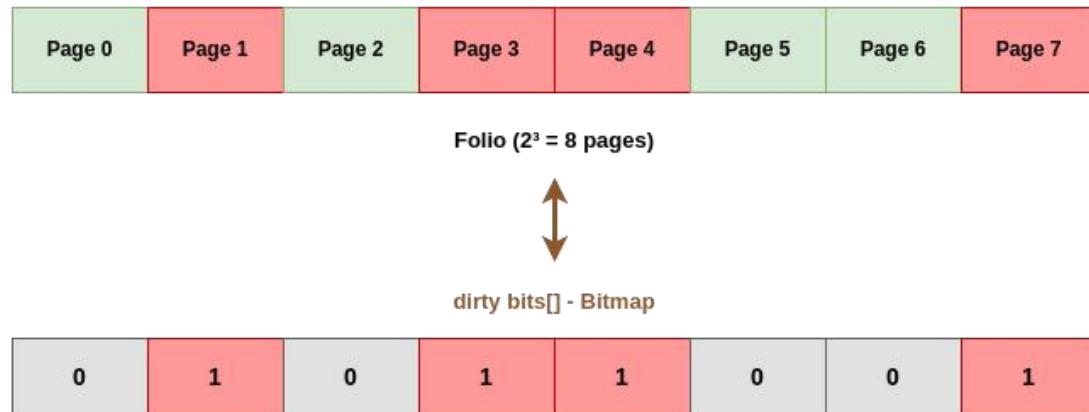 Page 0 Page 1 Page 2 Page 3 Page 4 Page 5 Page 6 Page 7
Folio (2³ = 8 pages)
dirty bits[] - Bitmap
0 1 0 1 1 0 0 1